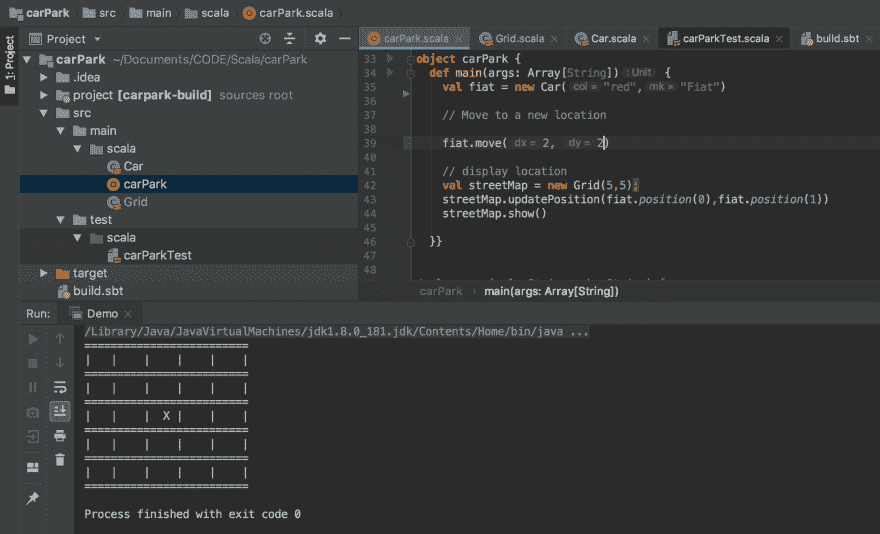 carPark src main scala carPark.scala
1: Project
Project
carPark ~/Documents/CODE/Scala/carPark
.idea
project [carpark-build] sources root
src
main
scala
Car
carPark
Grid
test
scala
carParkTest
target
build.sbt
carPark.scala Grid.scala Car.scala carParkTest.scala build.sbt
33 object carPark {
34 def main(args: Array[String]) : Unit {
35 val fiat = new Car( col = "red", mk = "Fiat")
36
37 // Move to a new location
38
39 fiat.move( dx = 2, dy = 2)
40
41 // display location
42 val streetMap = new Grid(5,5);
43 streetMap.updatePosition(fiat.position(0),fiat.position(1))
44 streetMap.show()
45
46 }}
47
48
carPark main(args: Array[String])
Run: Demo
/Library/Java/JavaVirtualMachines/jdk1.8.0_181.jdk/Contents/Home/bin/java ...
=========================
| | | | | |
=========================
| | | | | |
=========================
| | | X | | |
=========================
| | | | | |
=========================
| | | | | |
=========================
Process finished with exit code 0